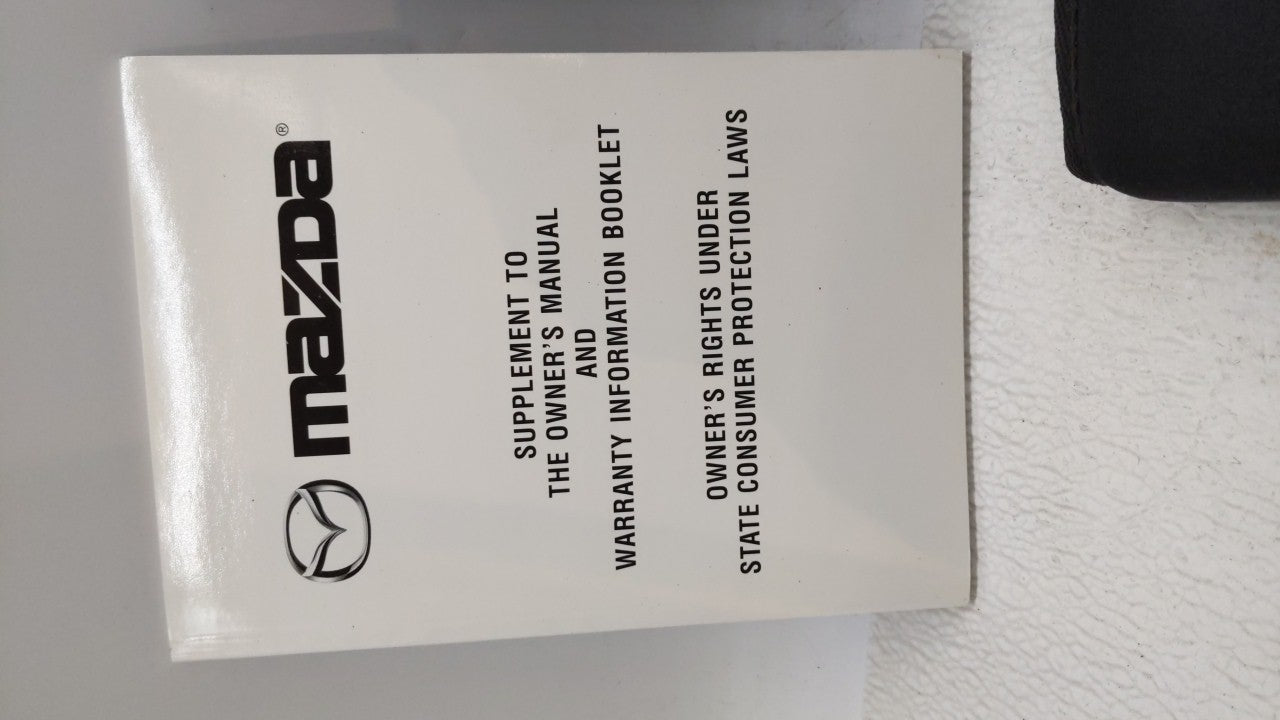 mazda®
SUPPLEMENT TO
THE OWNER'S MANUAL
AND
WARRANTY INFORMATION BOOKLET
OWNER'S RIGHTS UNDER
STATE CONSUMER PROTECTION LAWS